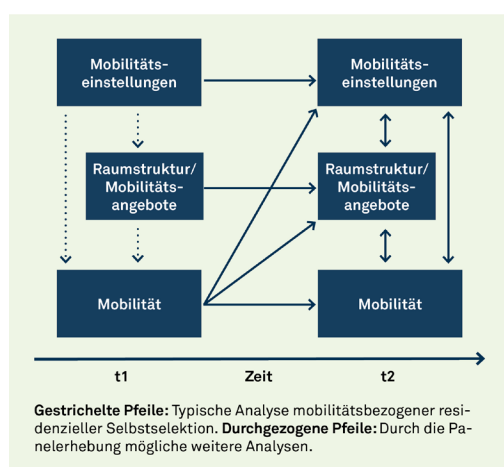 Mobilitäts-
einstellungen
Mobilitäts-
einstellungen
Raumstruktur/
Mobilitäts-
angebote
Raumstruktur/
Mobilitäts-
angebote
Mobilität
Mobilität
t1
Zeit
t2
Gestrichelte Pfeile: Typische Analyse mobilitätsbezogener resi-
denzieller Selbstselektion. Durchgezogene Pfeile: Durch die Pa-
nelerhebung mögliche weitere Analysen.